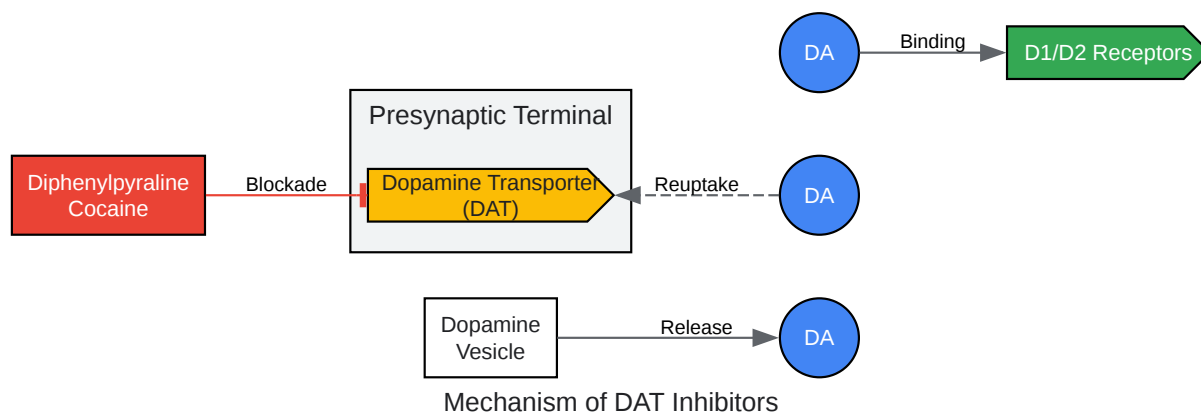 DA
Binding
D1/D2 Receptors
Presynaptic Terminal
Diphenylpyraline
Cocaine
Blockade
Dopamine Transporter
(DAT)
Reuptake
DA
Dopamine
Vesicle
Release
DA
Mechanism of DAT Inhibitors